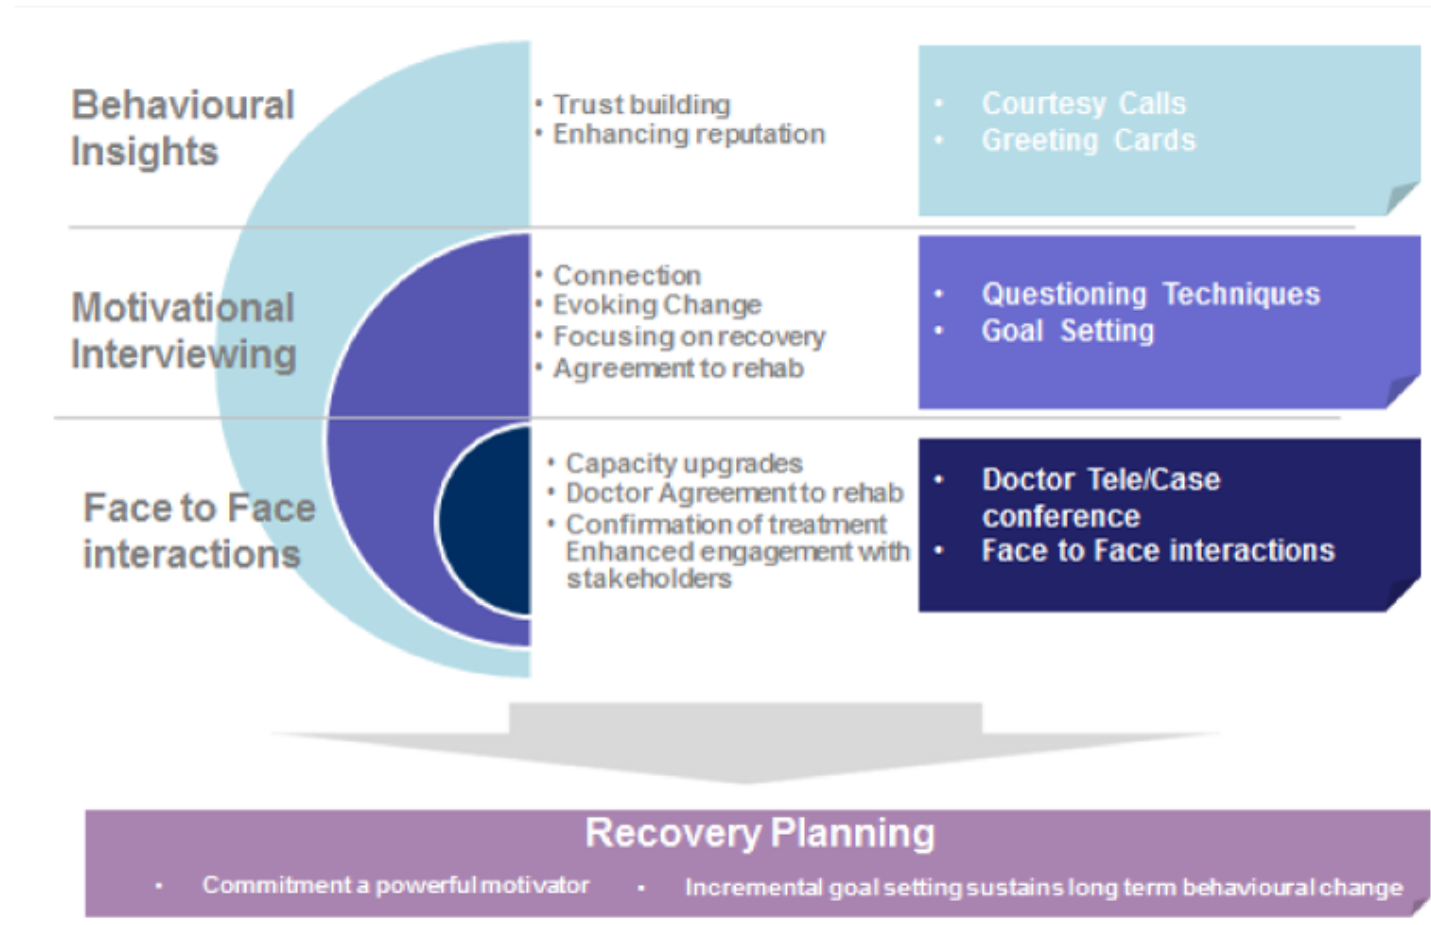 Behavioural
Insights
• Trust building
• Enhancing reputation
• Courtesy Calls
• Greeting Cards
Motivational
Interviewing
• Connection
• Evoking Change
• Focusing on recovery
• Agreement to rehab
• Questioning Techniques
• Goal Setting
Face to Face
interactions
• Capacity upgrades
• Doctor Agreement to rehab
• Confirmation of treatment
Enhanced engagement with
stakeholders
• Doctor Tele/Case
conference
• Face to Face interactions
Recovery Planning
• Commitment a powerful motivator
• Incremental goal setting sustains long term behavioural change